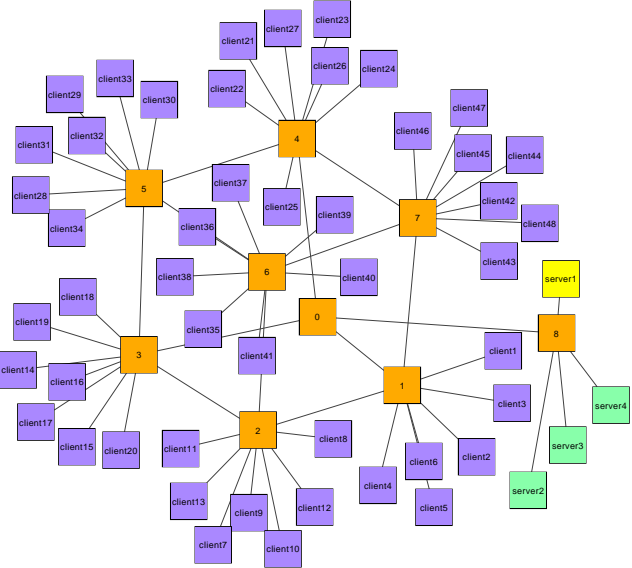 client23
client27
client21
client26
client24
client33
client22
client29
client30
client47
client46
client32
4
client31
client45
client44
client37
5
client28
client42
client25
client39
7
client34
client36
client48
client43
6
client38
client40
server1
client18
0
client19
client35
8
client1
3
client41
client14
client16
1
client3
server4
client17
2
client8
client15
client20
client11
server3
client6
client2
client4
server2
client13
client9
client12
client5
client7
client10